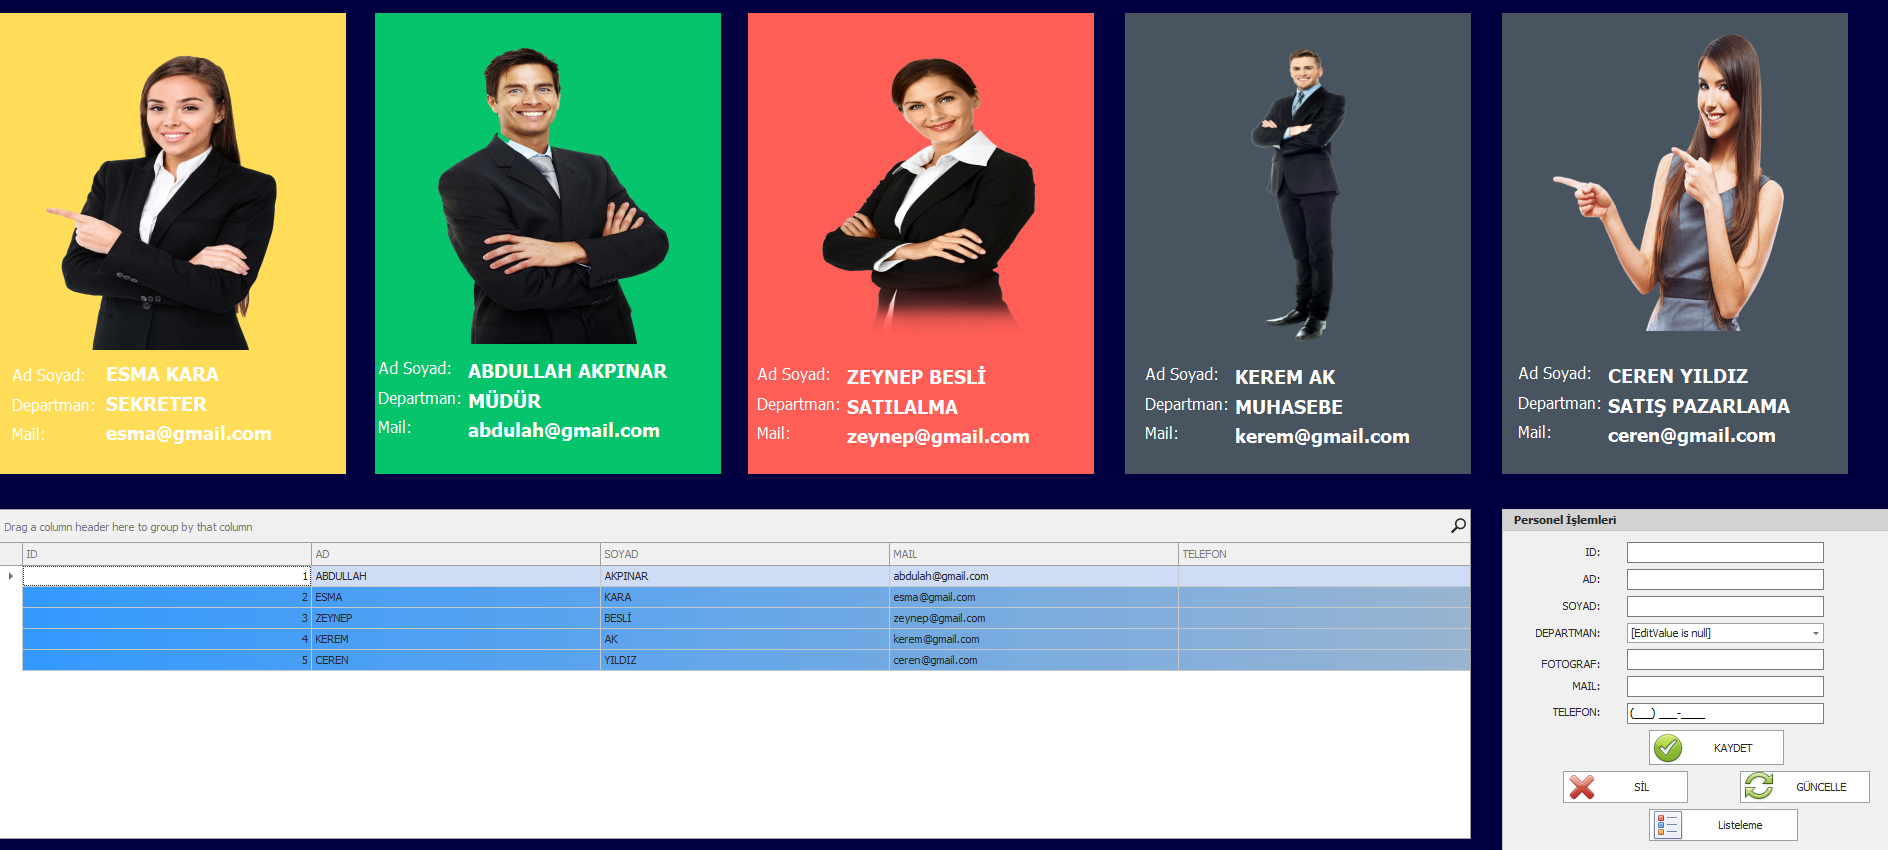 Ad Soyad: ESMA KARA
Departman: SEKRETER
Mail: esma@gmail.com
Ad Soyad: ABDULLAH AKPINAR
Departman: MÜDÜR
Mail: abdulah@gmail.com
Ad Soyad: ZEYNEP BESLİ
Departman: SATILALMA
Mail: zeynep@gmail.com
Ad Soyad: KEREM AK
Departman: MUHASEBE
Mail: kerem@gmail.com
Ad Soyad: CEREN YILDIZ
Departman: SATIŞ PAZARLAMA
Mail: ceren@gmail.com
Drag a column header here to group by that column
ID AD SOYAD MAIL TELEFON
1 ABDULLAH AKPINAR abdulah@gmail.com
2 ESMA KARA esma@gmail.com
3 ZEYNEP BESLİ zeynep@gmail.com
4 KEREM AK kerem@gmail.com
5 CEREN YILDIZ ceren@gmail.com
Personel İşlemleri
ID:
AD:
SOYAD:
DEPARTMAN: [EditValue is null]
FOTOGRAF:
MAIL:
TELEFON: (___) ___-____
KAYDET
SİL GÜNCELLE
Listeleme